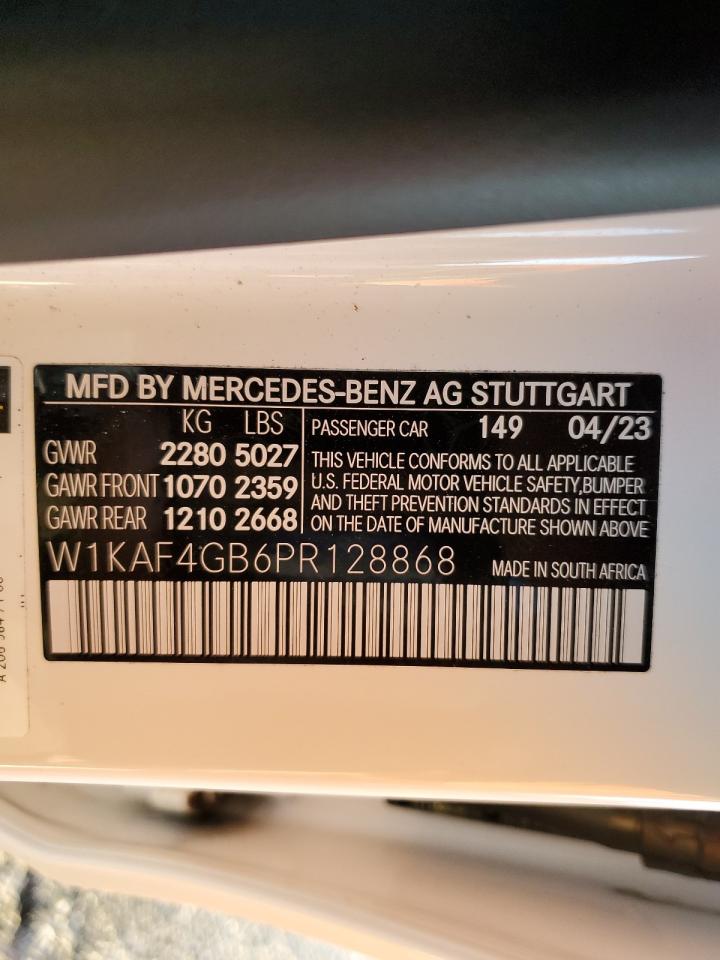 MFD BY MERCEDES-BENZ AG STUTTGART
KG LBS
GVWR 2280 5027
GAWR FRONT 1070 2359
GAWR REAR 1210 2668
PASSENGER CAR 149 04/23
THIS VEHICLE CONFORMS TO ALL APPLICABLE
U.S. FEDERAL MOTOR VEHICLE SAFETY,BUMPER
AND THEFT PREVENTION STANDARDS IN EFFECT
ON THE DATE OF MANUFACTURE SHOWN ABOVE
W1KAF4GB6PR128868 MADE IN SOUTH AFRICA